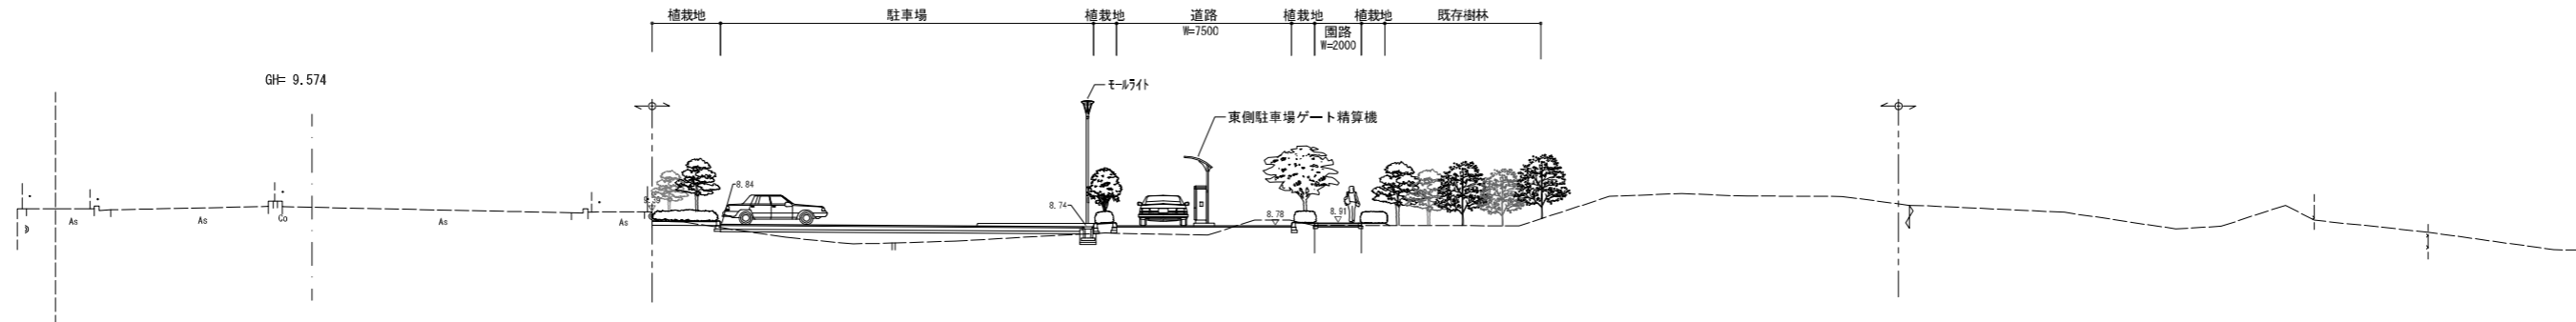 植栽地
駐車場
植栽地
道路
W=7500
植栽地
園路
W=2000
植栽地
既存樹林
GH= 9.574
モールライト
東側駐車場ゲート精算機
8.84
8.74
8.78
8.91
As
As
Co
As
As